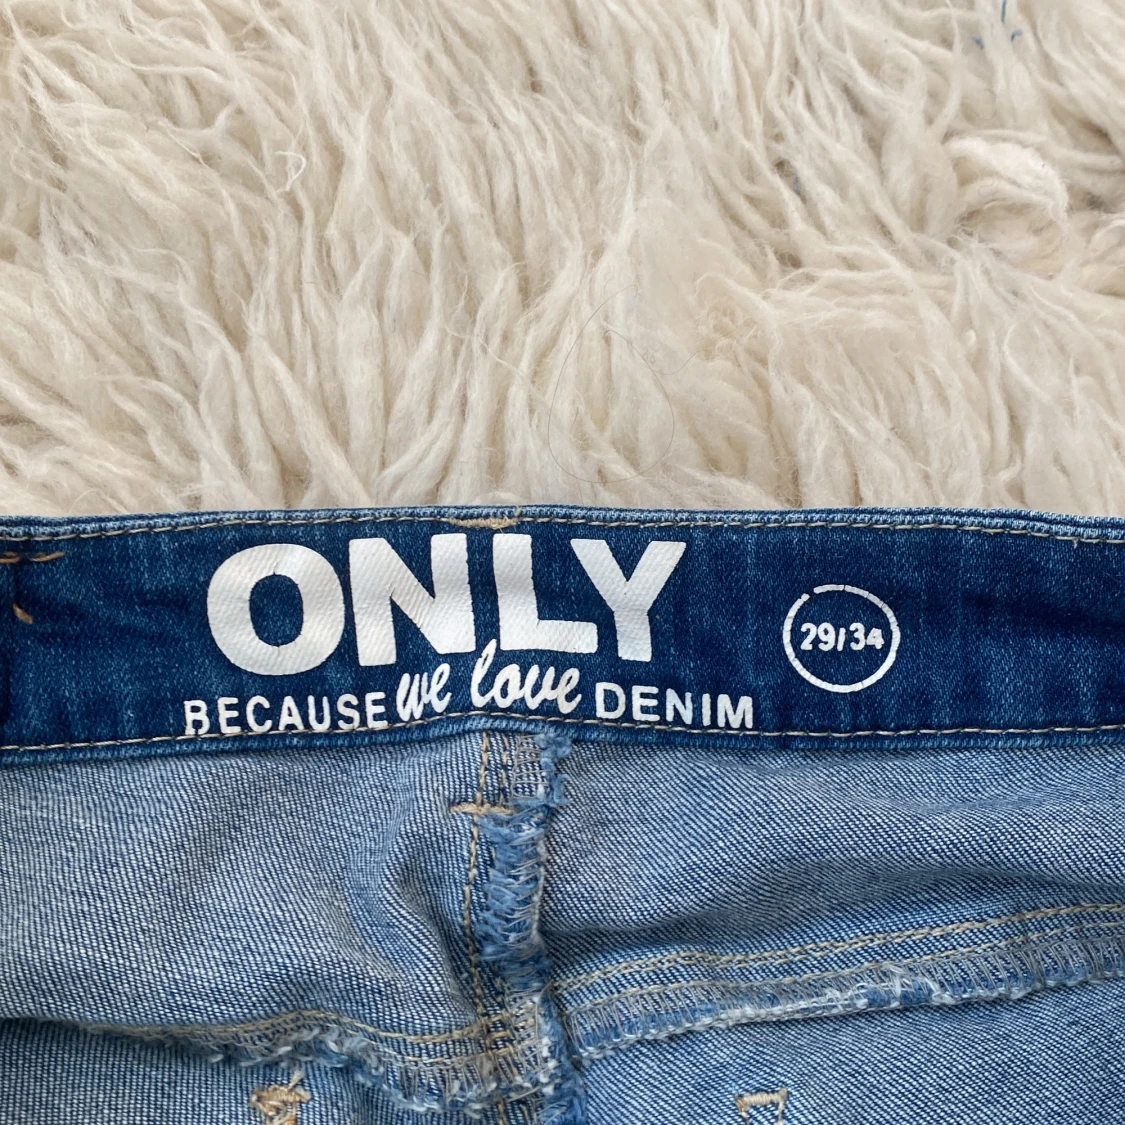 ONLY
BECAUSE we love DENIM
29/34